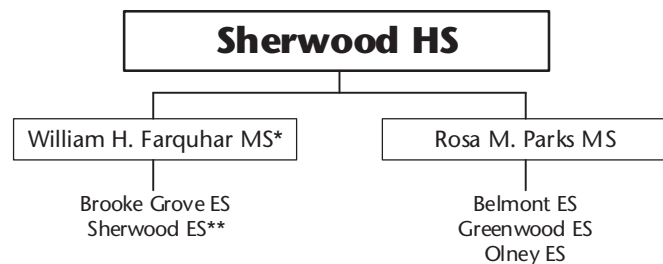 Sherwood HS
William H. Farquhar MS*
Rosa M. Parks MS
Brooke Grove ES
Sherwood ES**
Belmont ES
Greenwood ES
Olney ES